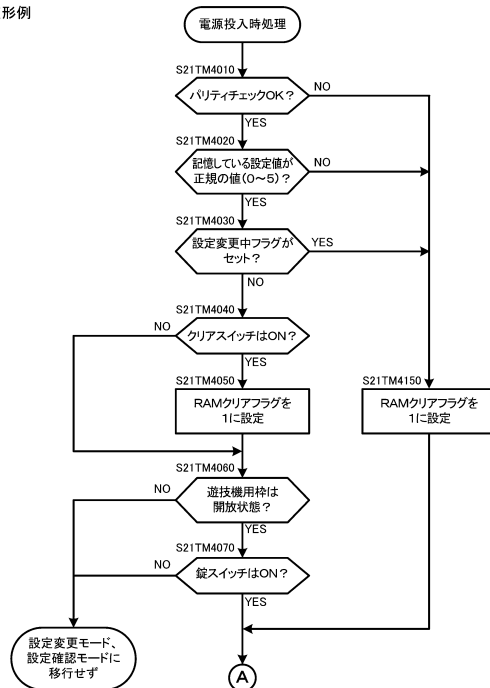 形例
電源投入時処理
S21TM4010
パリティチェックOK？
NO
YES
S21TM4020
記憶している設定値が
正規の値(0～5)？
NO
YES
S21TM4030
設定変更中フラグが
セット？
YES
NO
S21TM4040
クリアスイッチはON？
NO
YES
S21TM4050
RAMクリアフラグを
1に設定
S21TM4150
RAMクリアフラグを
1に設定
S21TM4060
遊技機用枠は
開放状態？
NO
YES
S21TM4070
錠スイッチはON？
NO
YES
設定変更モード、
設定確認モードに
移行せず
A